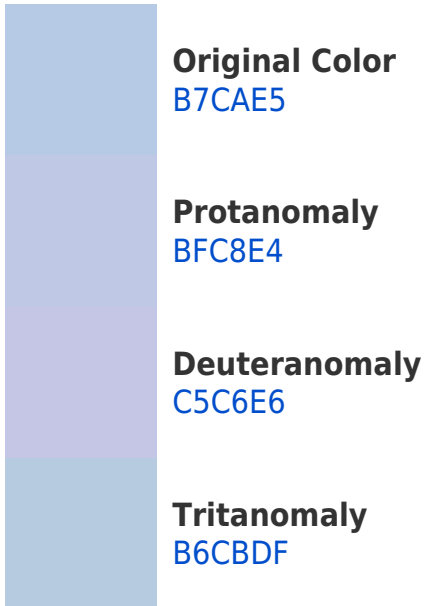 Original Color
B7CAE5
Protanomaly
BFC8E4
Deuteranomaly
C5C6E6
Tritanomaly
B6CBDF